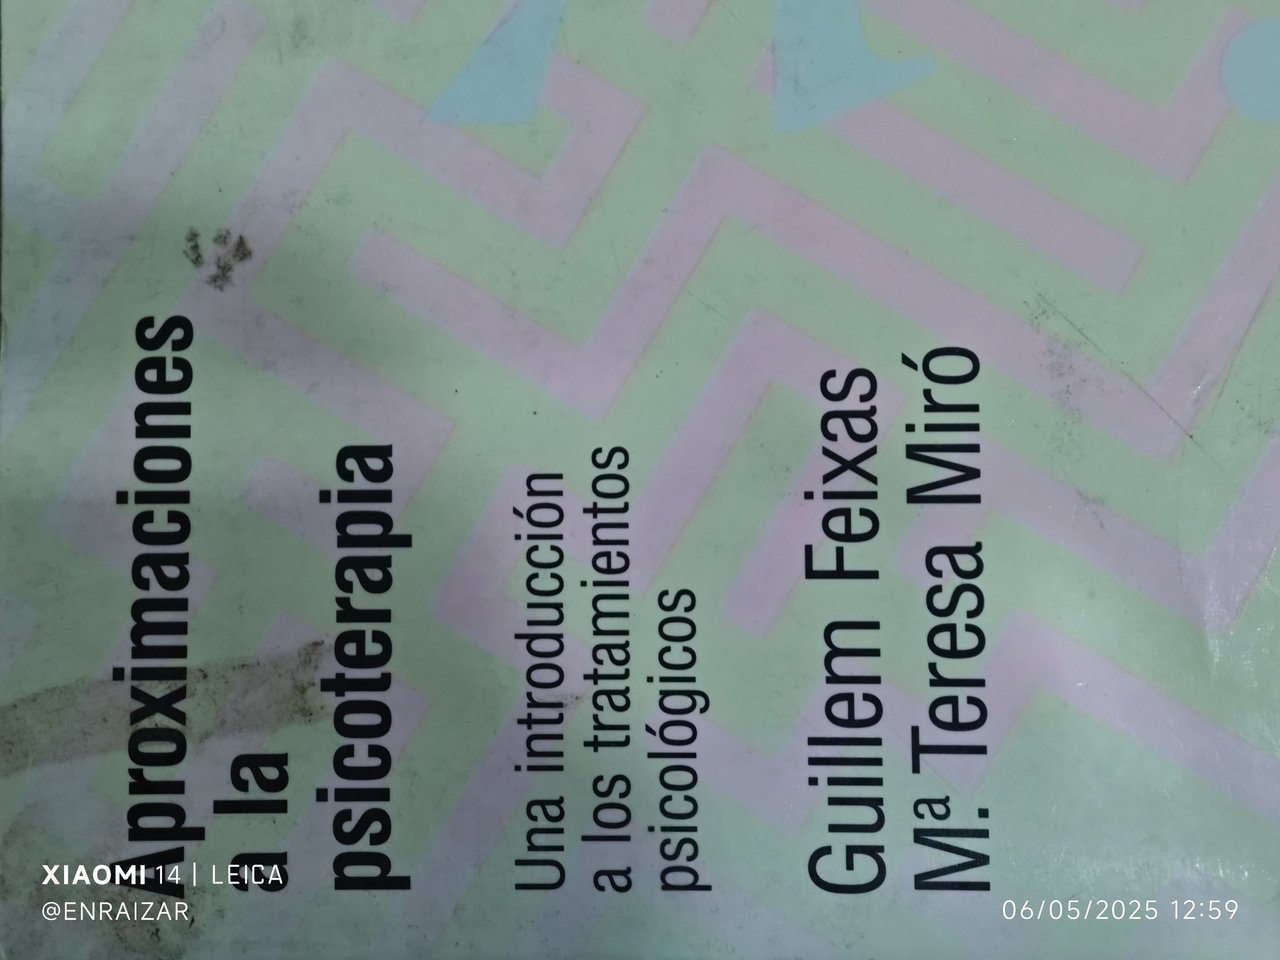 Aproximaciones
a la
psicoterapia
Una introducción
a los tratamientos
psicológicos
Guillem Feixas
M.ª Teresa Miró
XIAOMI 14 | LEICA
@ENRAIZAR
06/05/2025 12:59